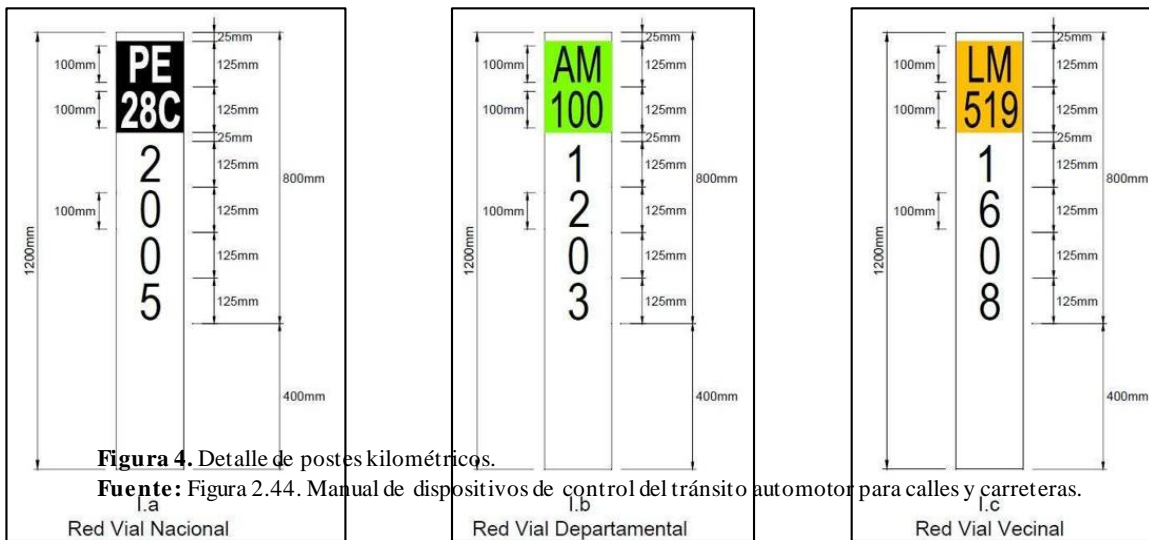 25mm
100mm
PE
125mm
100mm
28C
125mm
25mm
2
125mm
800mm
100mm
0
125mm
1200mm
0
125mm
5
125mm
400mm
I.a
Red Vial Nacional
25mm
100mm
AM
125mm
100mm
100
125mm
25mm
1
125mm
800mm
100mm
2
125mm
1200mm
0
125mm
3
125mm
400mm
I.b
Red Vial Departamental
25mm
100mm
LM
125mm
100mm
519
125mm
25mm
1
125mm
800mm
100mm
6
125mm
1200mm
0
125mm
8
125mm
400mm
I.c
Red Vial Vecinal
Figura 4. Detalle de postes kilométricos.
Fuente: Figura 2.44. Manual de dispositivos de control del tránsito automotor para calles y carreteras.